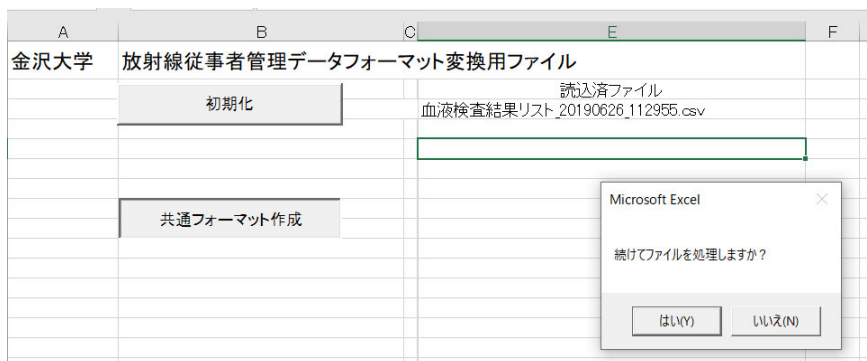 A B C E F
金沢大学 放射線従事者管理データフォーマット変換用ファイル
初期化
読込済ファイル
血液検査結果リスト_20190626_112955.csv
共通フォーマット作成
Microsoft Excel
続けてファイルを処理しますか?
はい(Y) いいえ(N)